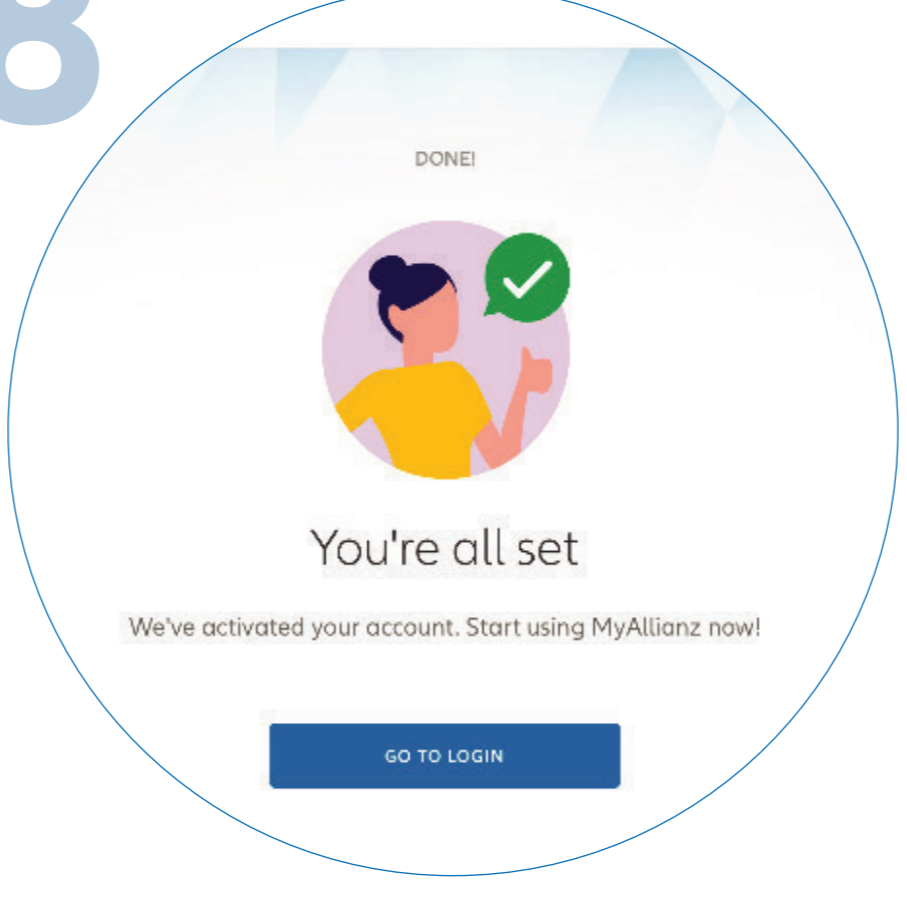 8
DONE!
You're all set
We've activated your account. Start using MyAllianz now!
GO TO LOGIN